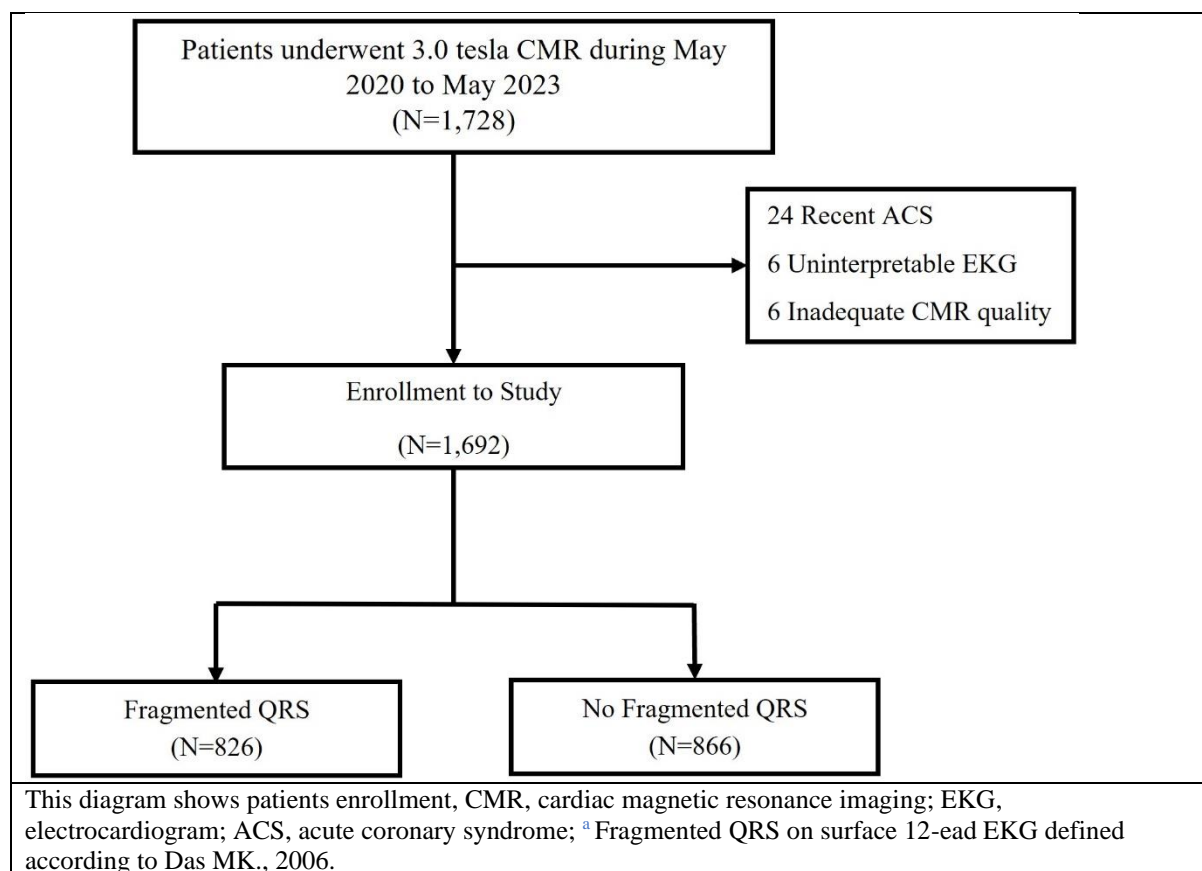 Patients underwent 3.0 tesla CMR during May
2020 to May 2023
(N=1,728)
24 Recent ACS
6 Uninterpretable EKG
6 Inadequate CMR quality
Enrollment to Study
(N=1,692)
Fragmented QRS
(N=826)
No Fragmented QRS
(N=866)
This diagram shows patients enrollment, CMR, cardiac magnetic resonance imaging; EKG,
electrocardiogram; ACS, acute coronary syndrome; ª Fragmented QRS on surface 12-ead EKG defined
according to Das MK., 2006.